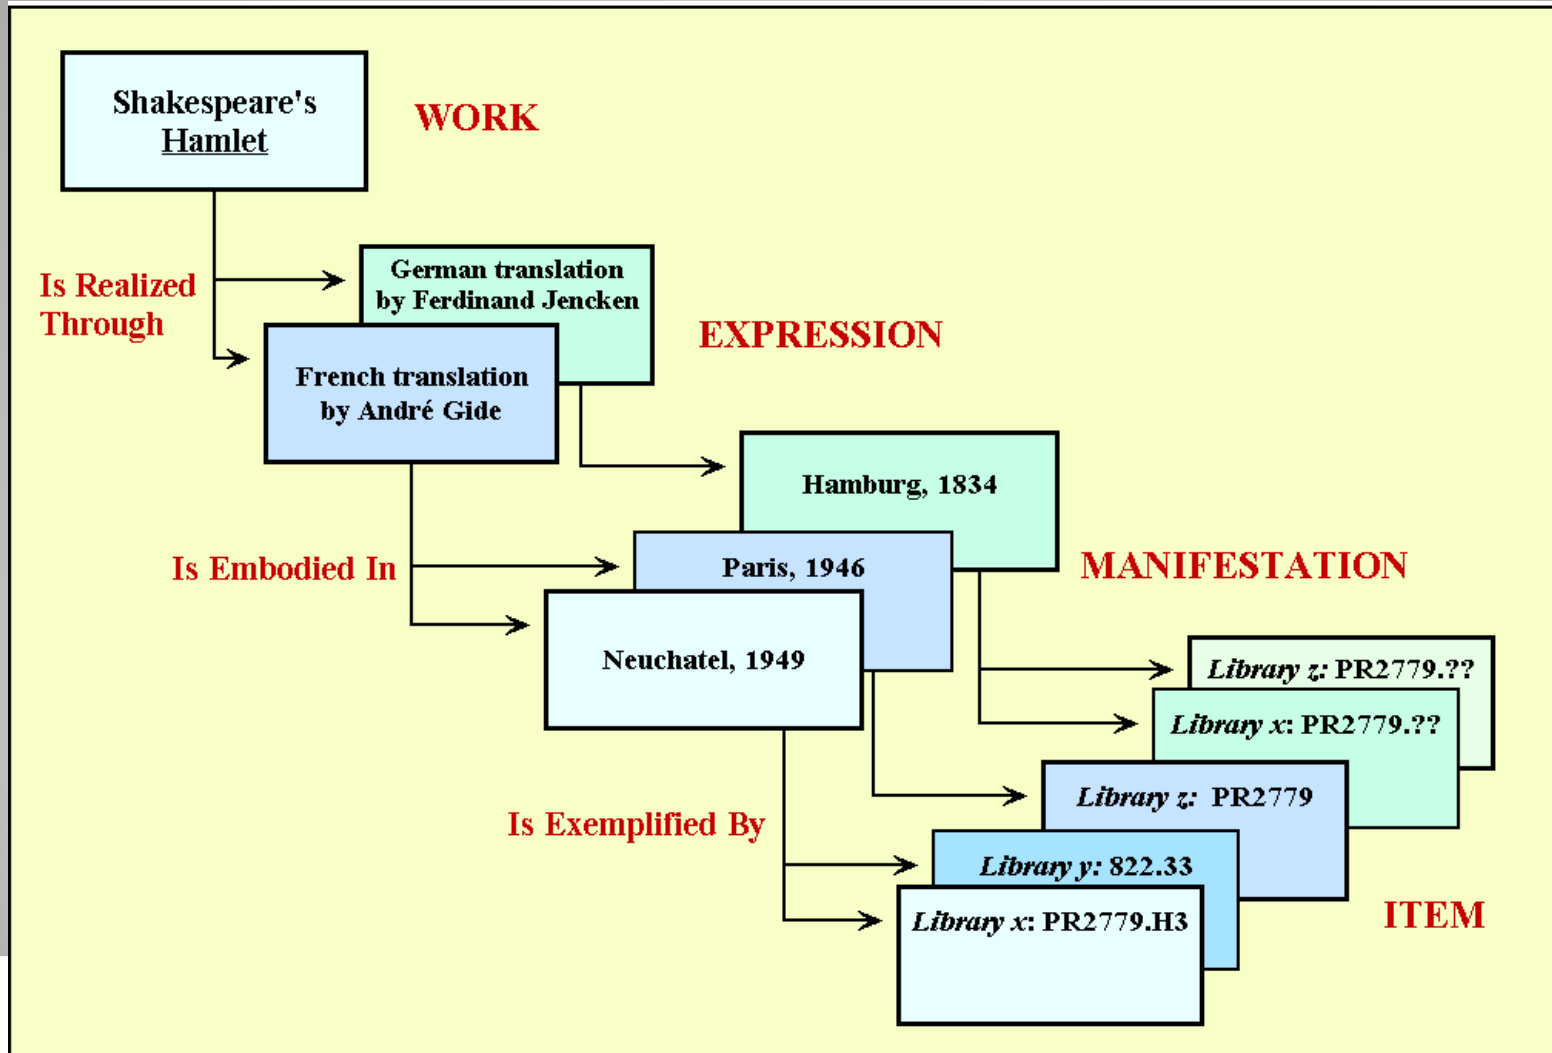 Shakespeare's
Hamlet
WORK
Is Realized
Through
German translation
by Ferdinand Jencken
EXPRESSION
French translation
by André Gide
Hamburg, 1834
Is Embodied In
Paris, 1946
MANIFESTATION
Neuchatel, 1949
Library z: PR2779.??
Library x: PR2779.??
Library z: PR2779
Is Exemplified By
Library y: 822.33
Library x: PR2779.H3
ITEM